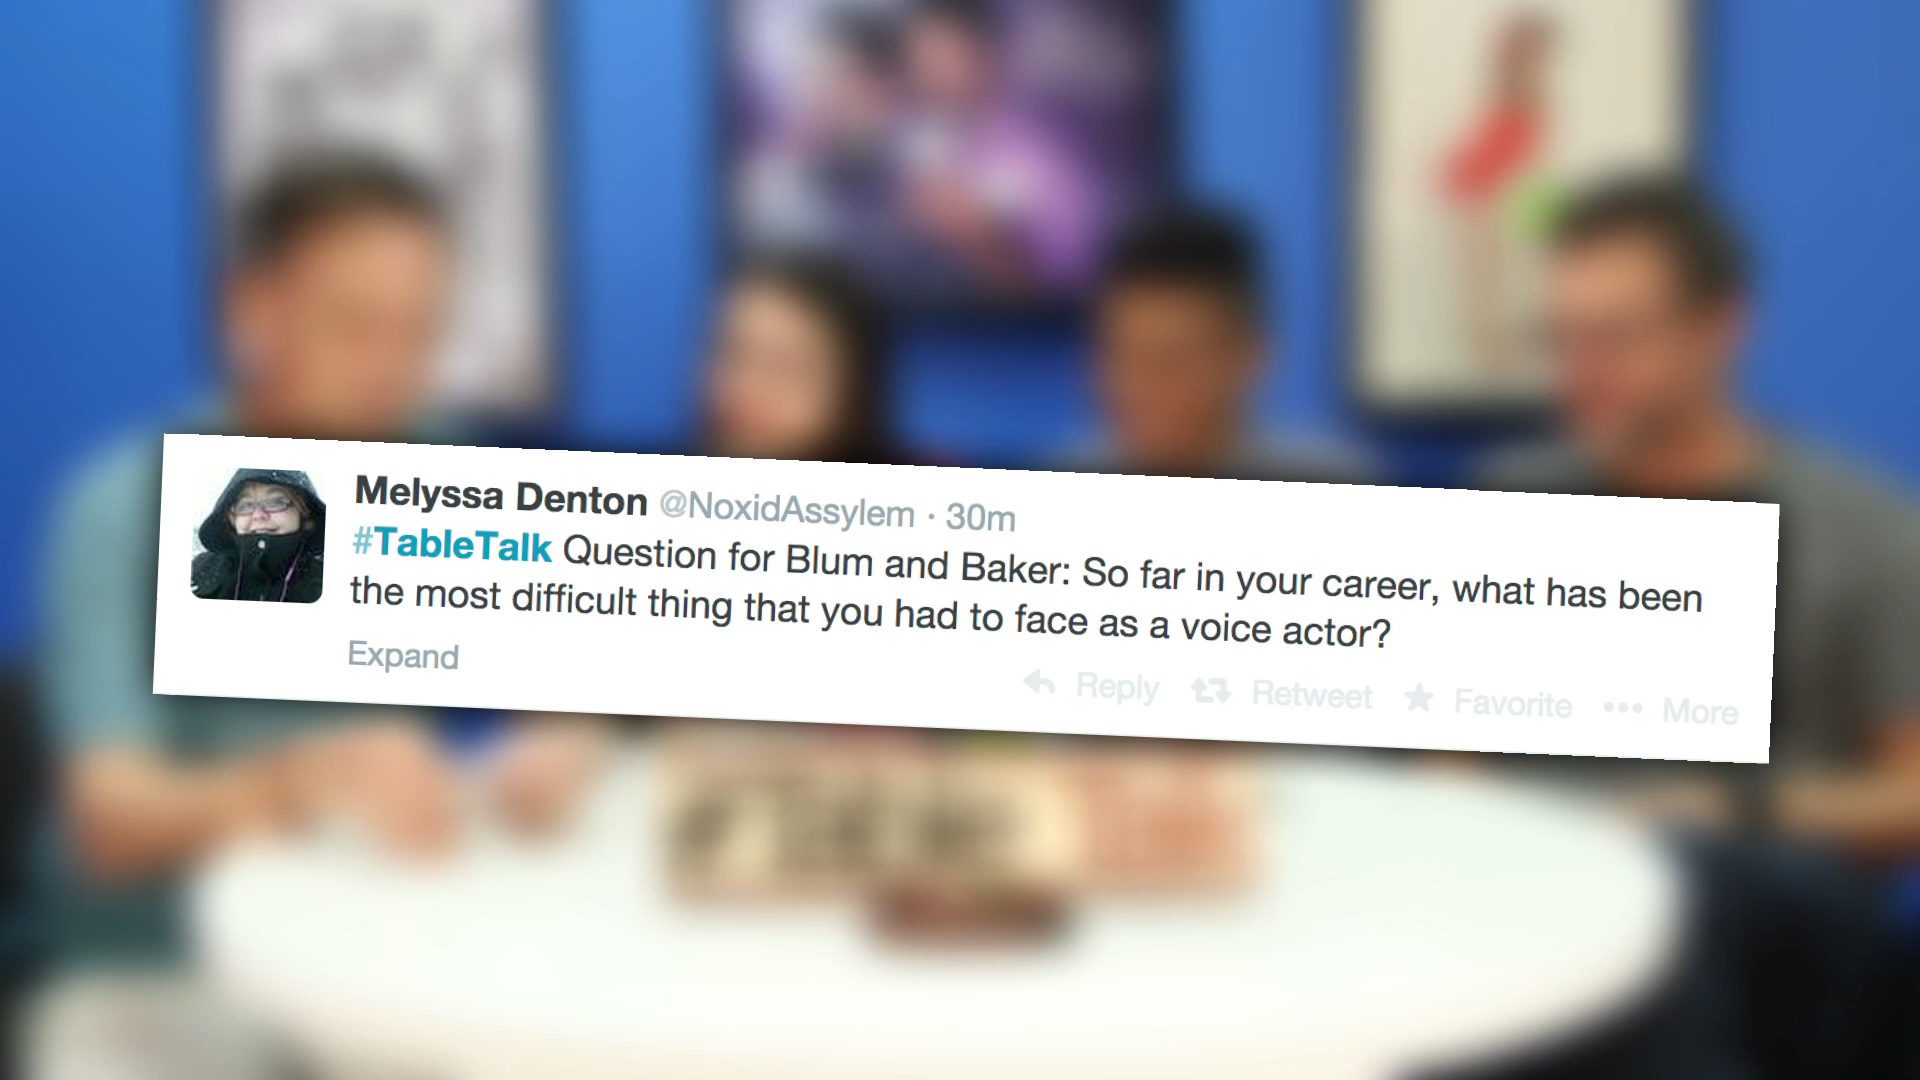 Melyssa Denton @NoxidAssylem · 30m
#TableTalk Question for Blum and Baker: So far in your career, what has been
the most difficult thing that you had to face as a voice actor?
Expand
Reply Retweet Favorite More